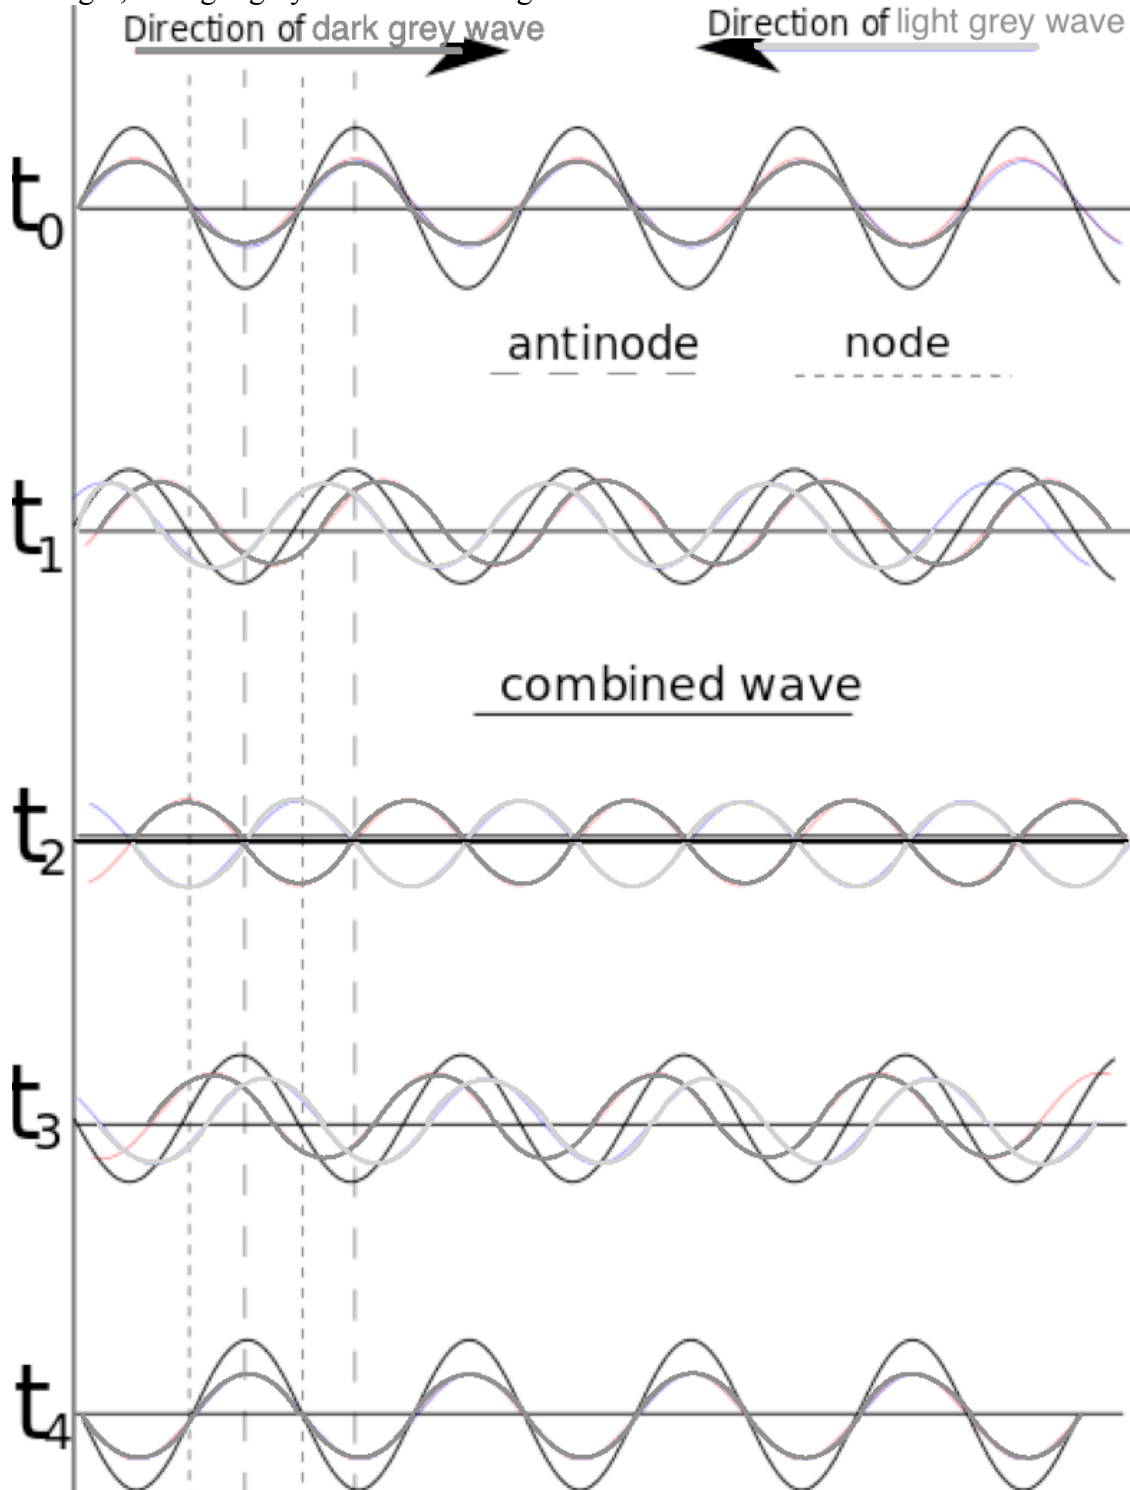 Direction of dark grey wave
Direction of light grey wave
t0
antinode
node
t1
combined wave
t2
t3
t4